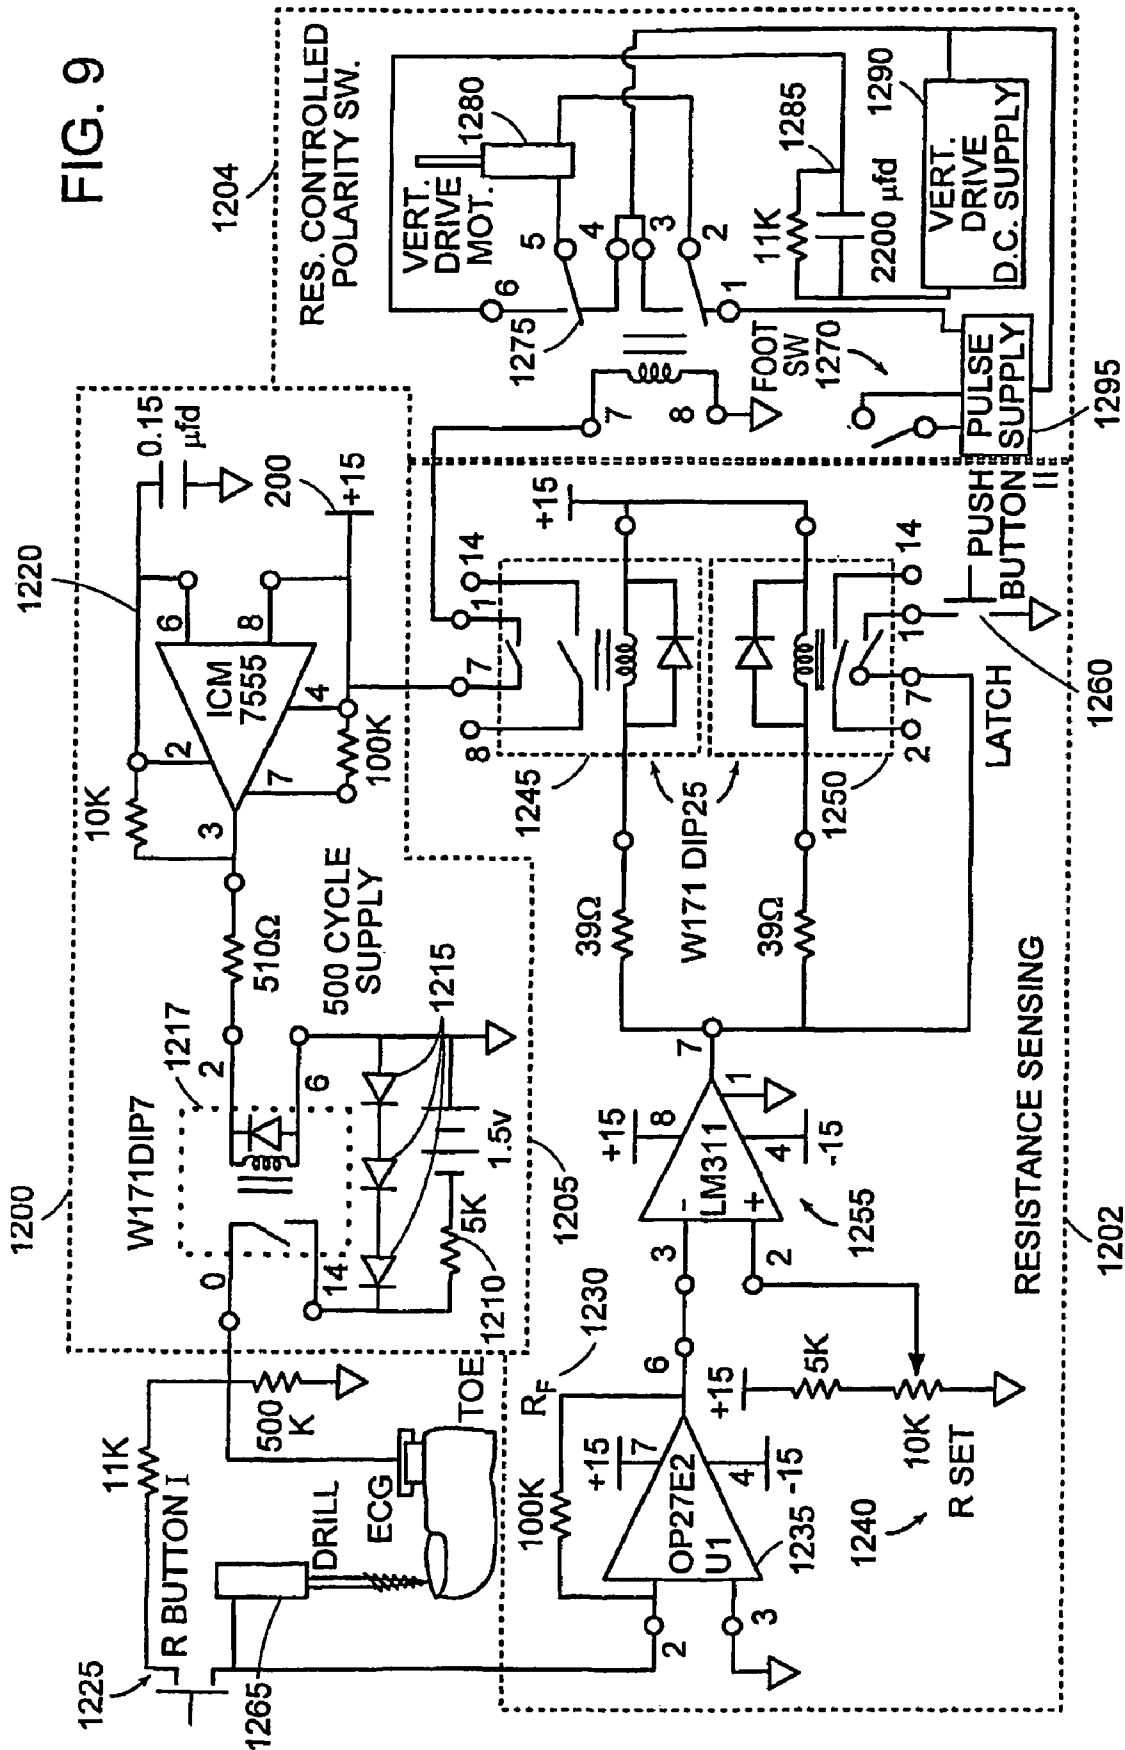 FIG. 9
1200
W171DIP7
1217
0
14
2
6
510Ω
500 CYCLE
SUPPLY
1215
1.5v
5K
1210
1205
10K
3
2
7
ICM
7555
6
8
4
100K
1220
0.15
µfd
200
+15
1204
RES. CONTROLLED
POLARITY SW.
VERT.
DRIVE
MOT.
1280
6
5
4
3
2
1
1275
7
8
11K
1285
2200 µfd
1290
VERT.
DRIVE
D.C. SUPPLY
FOOT
SW
1270
PULSE
SUPPLY
1295
1225
R BUTTON I
11K
500
K
1265
DRILL
ECG
TOE
RF
1230
100K
2
3
OP27E2
U1
+15
7
4
-15
6
1235
1240
R SET
10K
5K
+15
3
2
-
+
LM311
+15
8
4
-15
1
7
1255
39Ω
39Ω
W171 DIP25
1245
1250
8
7
1
14
+15
2
7
1
14
LATCH
1260
PUSH
BUTTON
II
RESISTANCE SENSING
1202